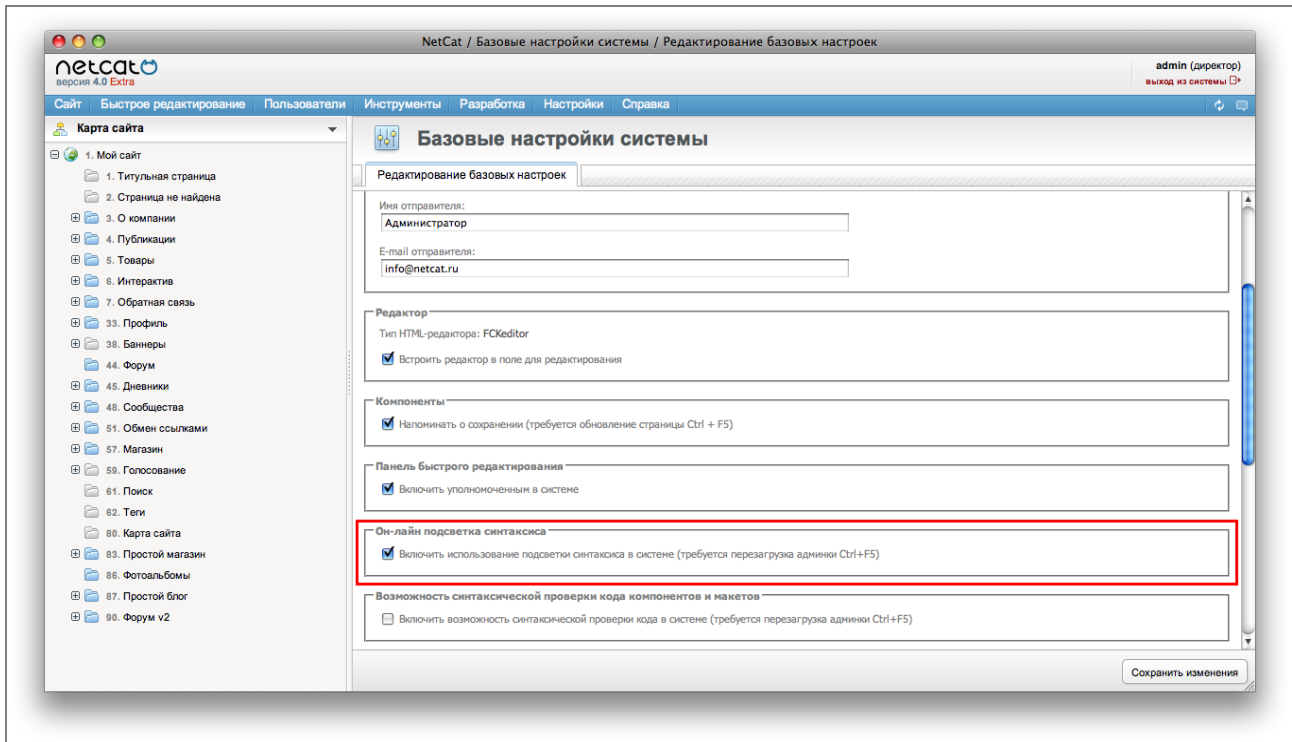 NetCat / Базовые настройки системы / Редактирование базовых настроек
netcat
версия 4.0 Extra
admin (директор)
выход из системы
Сайт Быстрое редактирование Пользователи Инструменты Разработка Настройки Справка
Карта сайта
Базовые настройки системы
Редактирование базовых настроек
1. Мой сайт
1. Титульная страница
2. Страница не найдена
3. О компании
4. Публикации
5. Товары
6. Интерактив
7. Обратная связь
33. Профиль
38. Баннеры
44. Форум
45. Дневники
48. Сообщества
51. Обмен ссылками
57. Магазин
59. Голосование
61. Поиск
62. Теги
80. Карта сайта
83. Простой магазин
86. Фотоальбомы
87. Простой блог
90. Форум v2
Имя отправителя:
Администратор
E-mail отправителя:
info@netcat.ru
Редактор
Тип HTML-редактора: FCKeditor
Встроить редактор в поле для редактирования
Компоненты
Напоминать о сохранении (требуется обновление страницы Ctrl + F5)
Панель быстрого редактирования
Включить уполномоченным в системе
Он-лайн подсветка синтаксиса
Включить использование подсветки синтаксиса в системе (требуется перезагрузка админки Ctrl+F5)
Возможность синтаксической проверки кода компонентов и макетов
Включить возможность синтаксической проверки кода в системе (требуется перезагрузка админки Ctrl+F5)
Сохранить изменения